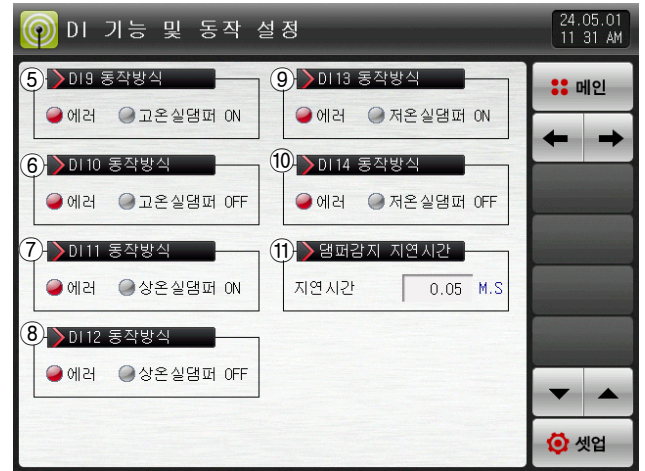 DI 기능 및 동작 설정
24.05.01
11 31 AM
⑤ DI9 동작방식
에러 고온실댐퍼 ON
⑥ DI10 동작방식
에러 고온실댐퍼 OFF
⑦ DI11 동작방식
에러 상온실댐퍼 ON
⑧ DI12 동작방식
에러 상온실댐퍼 OFF
⑨ DI13 동작방식
에러 저온실댐퍼 ON
⑩ DI14 동작방식
에러 저온실댐퍼 OFF
⑪ 댐퍼감지 지연시간
지연시간 0.05 M.S
메인
셋업